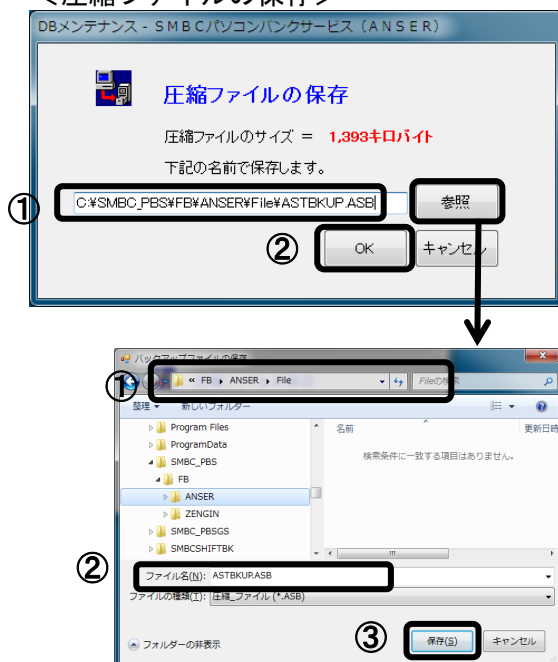 ＜圧縮ファイルの保存＞
DBメンテナンス - ＳＭＢＣパソコンバンクサービス（ＡＮＳＥＲ）
圧縮ファイルの保存
圧縮ファイルのサイズ ＝ 1,393キロバイト
下記の名前で保存します。
①
C:¥SMBC_PBS¥FB¥ANSER¥File¥ASTBKUP.ASB
参照
②
OK
キャンセル
バックアップファイルの保存
①
« FB ▸ ANSER ▸ File
Fileの検索
整理 ▼ 新しいフォルダー
Program Files
ProgramData
SMBC_PBS
FB
ANSER
ZENGIN
SMBC_PBSGS
SMBCSHIFTBK
名前
更新日時
検索条件に一致する項目はありません。
②
ファイル名(N): ASTBKUP.ASB
ファイルの種類(T): 圧縮_ファイル (*.ASB)
フォルダーの非表示
③
保存(S)
キャンセル